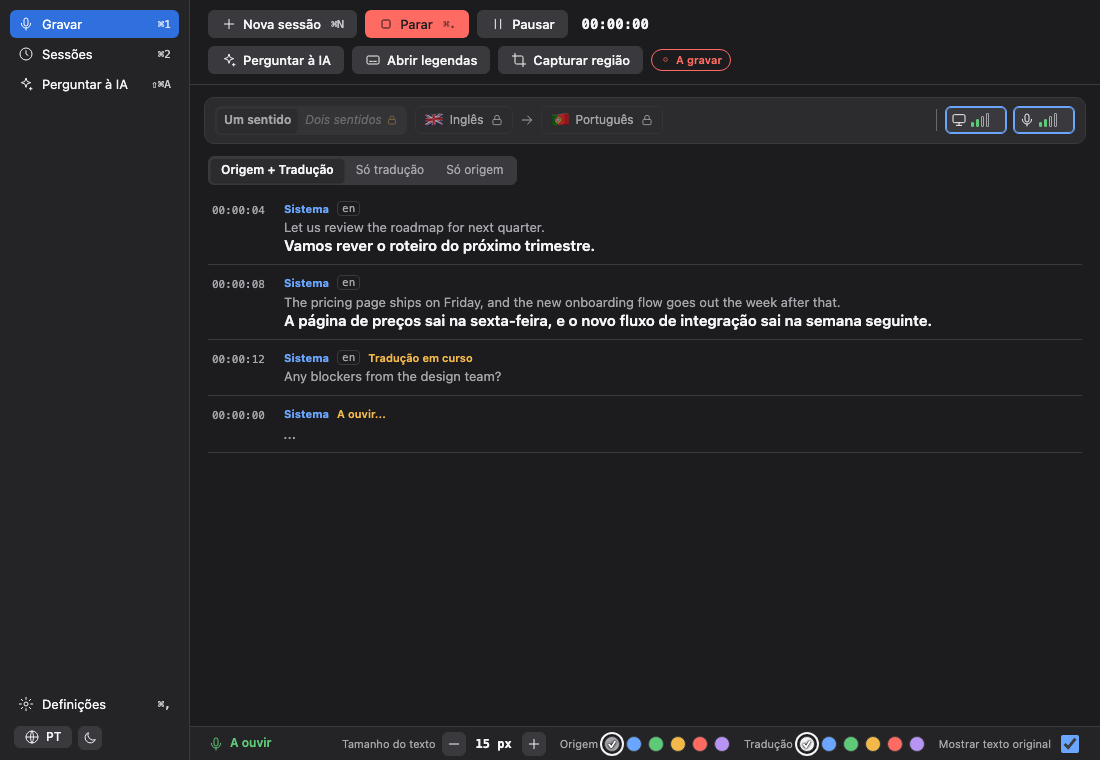 Gravar ⌘1
Sessões ⌘2
Perguntar à IA ⇧⌘A
Nova sessão ⌘N
Parar ⌘.
Pausar
00:00:00
Perguntar à IA
Abrir legendas
Capturar região
A gravar
Um sentido
Dois sentidos
Inglês
Português
Origem + Tradução
Só tradução
Só origem
00:00:04 Sistema en
Let us review the roadmap for next quarter.
Vamos rever o roteiro do próximo trimestre.
00:00:08 Sistema en
The pricing page ships on Friday, and the new onboarding flow goes out the week after that.
A página de preços sai na sexta-feira, e o novo fluxo de integração sai na semana seguinte.
00:00:12 Sistema en Tradução em curso
Any blockers from the design team?
00:00:00 Sistema A ouvir...
...
Definições ⌘,
PT
A ouvir
Tamanho do texto
15 px
Origem
Tradução
Mostrar texto original